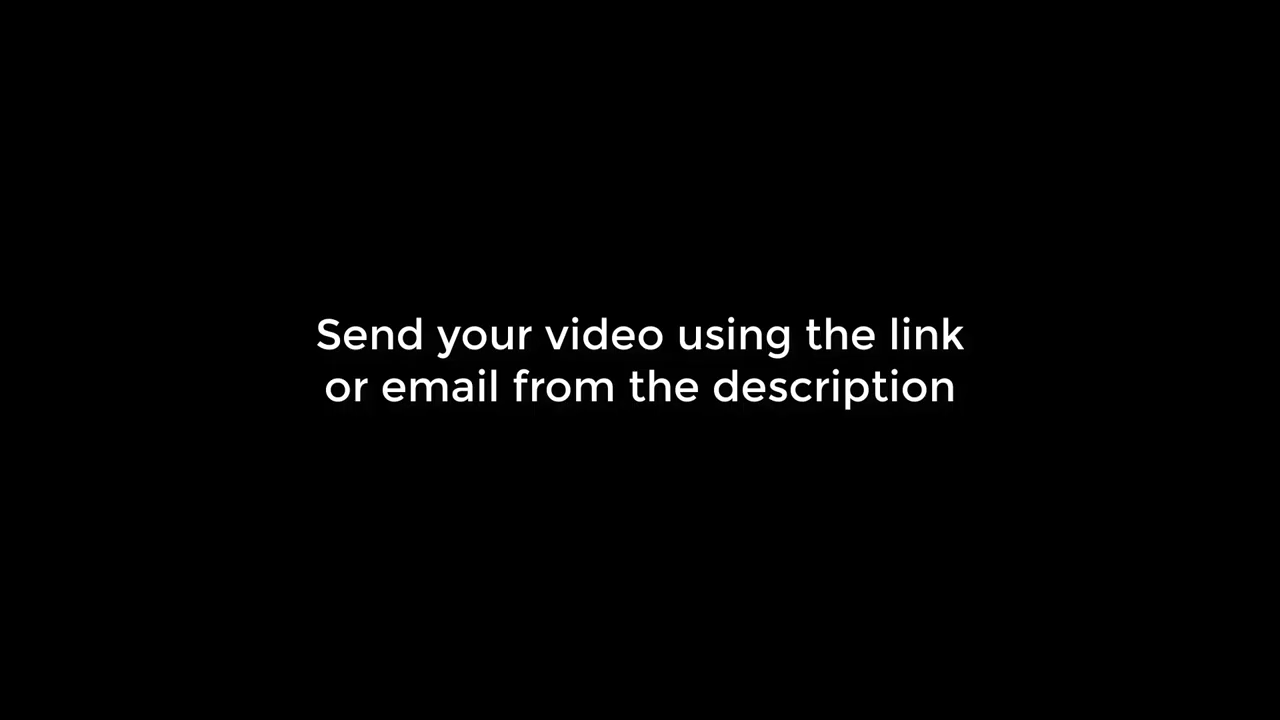 Send your video using the link
or email from the description